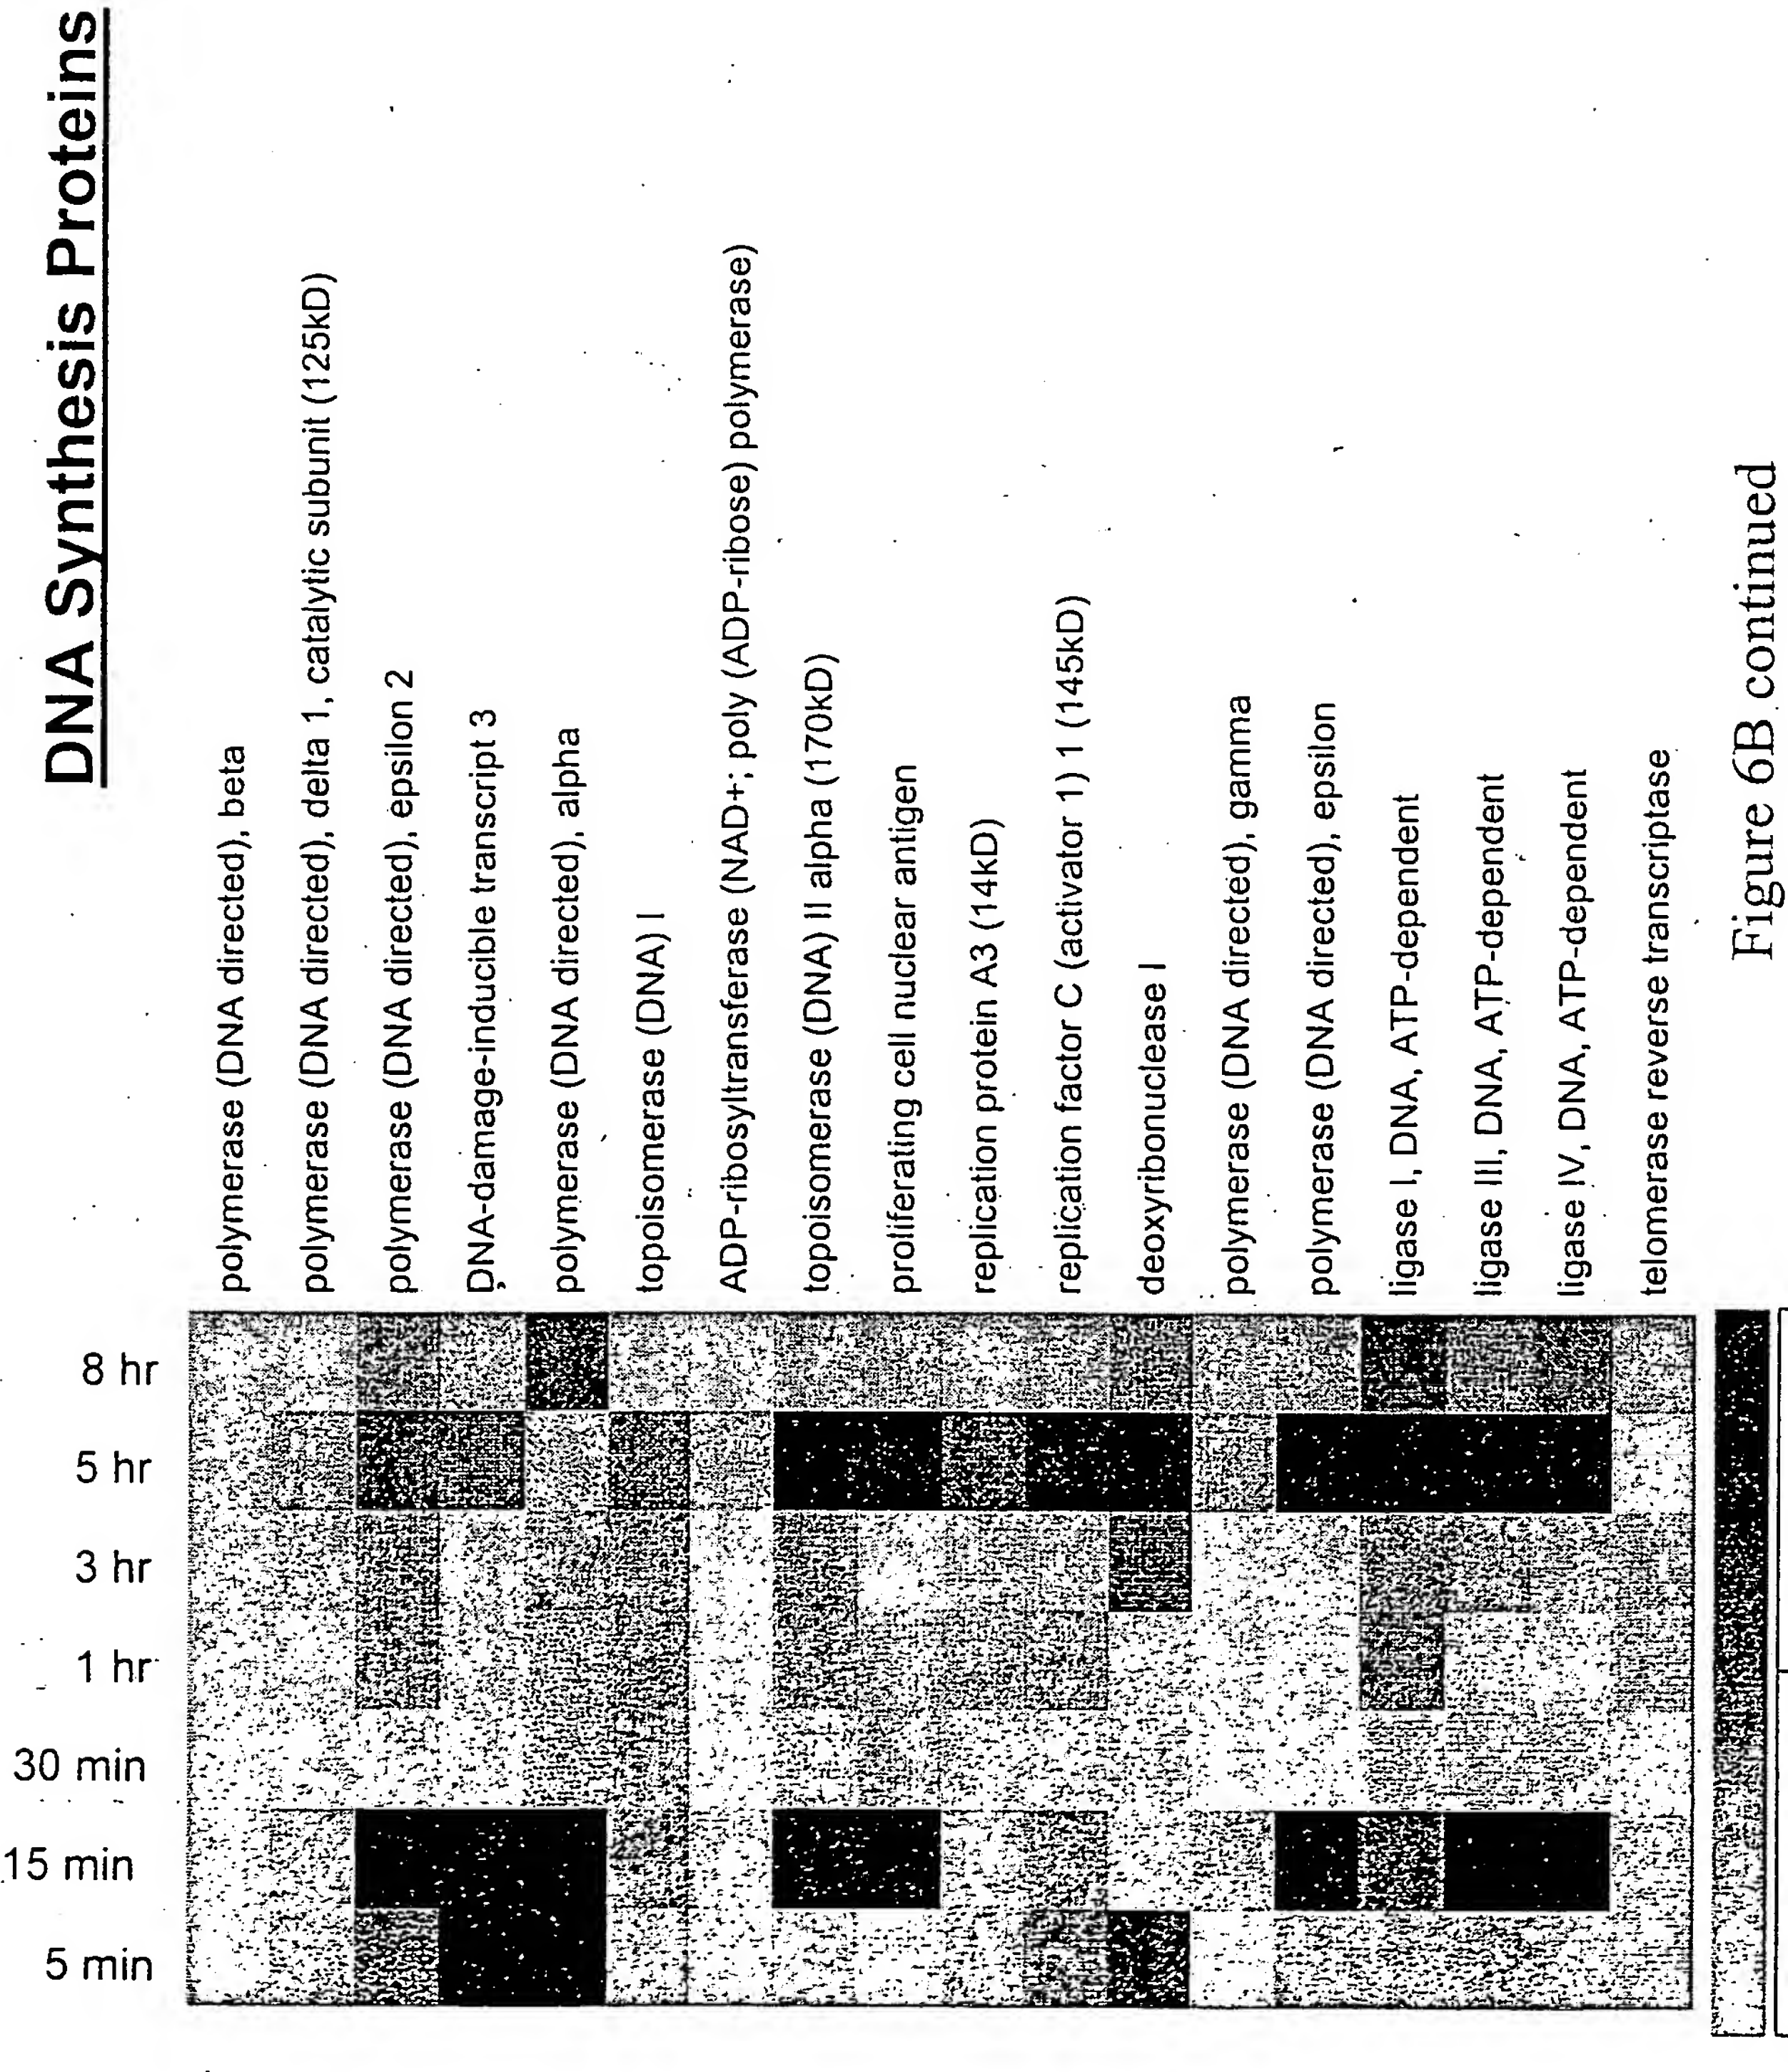 DNA Synthesis Proteins
5 min
15 min
30 min
1 hr
3 hr
5 hr
8 hr
polymerase (DNA directed), beta
polymerase (DNA directed), delta 1, catalytic subunit (125kD)
polymerase (DNA directed), epsilon 2
DNA-damage-inducible transcript 3
polymerase (DNA directed), alpha
topoisomerase (DNA) I
ADP-ribosyltransferase (NAD+; poly (ADP-ribose) polymerase)
topoisomerase (DNA) II alpha (170kD)
proliferating cell nuclear antigen
replication protein A3 (14kD)
replication factor C (activator 1) 1 (145kD)
deoxyribonuclease I
polymerase (DNA directed), gamma
polymerase (DNA directed), epsilon
ligase I, DNA, ATP-dependent
ligase III, DNA, ATP-dependent
ligase IV, DNA, ATP-dependent
telomerase reverse transcriptase
Figure 6B continued